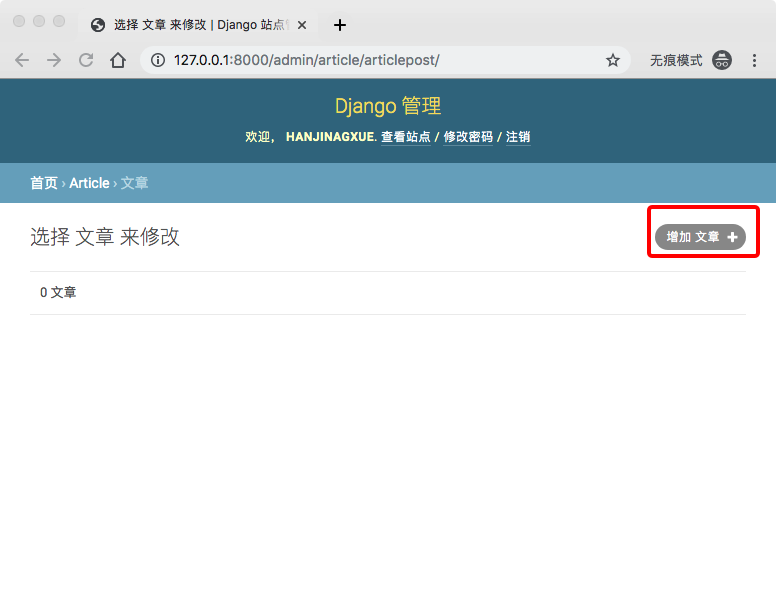 选择 文章 来修改 | Django 站点
127.0.0.1:8000/admin/article/articlepost/
无痕模式
Django 管理
欢迎， HANJINAGXUE. 查看站点 / 修改密码 / 注销
首页 › Article › 文章
选择 文章 来修改
增加 文章 +
0 文章